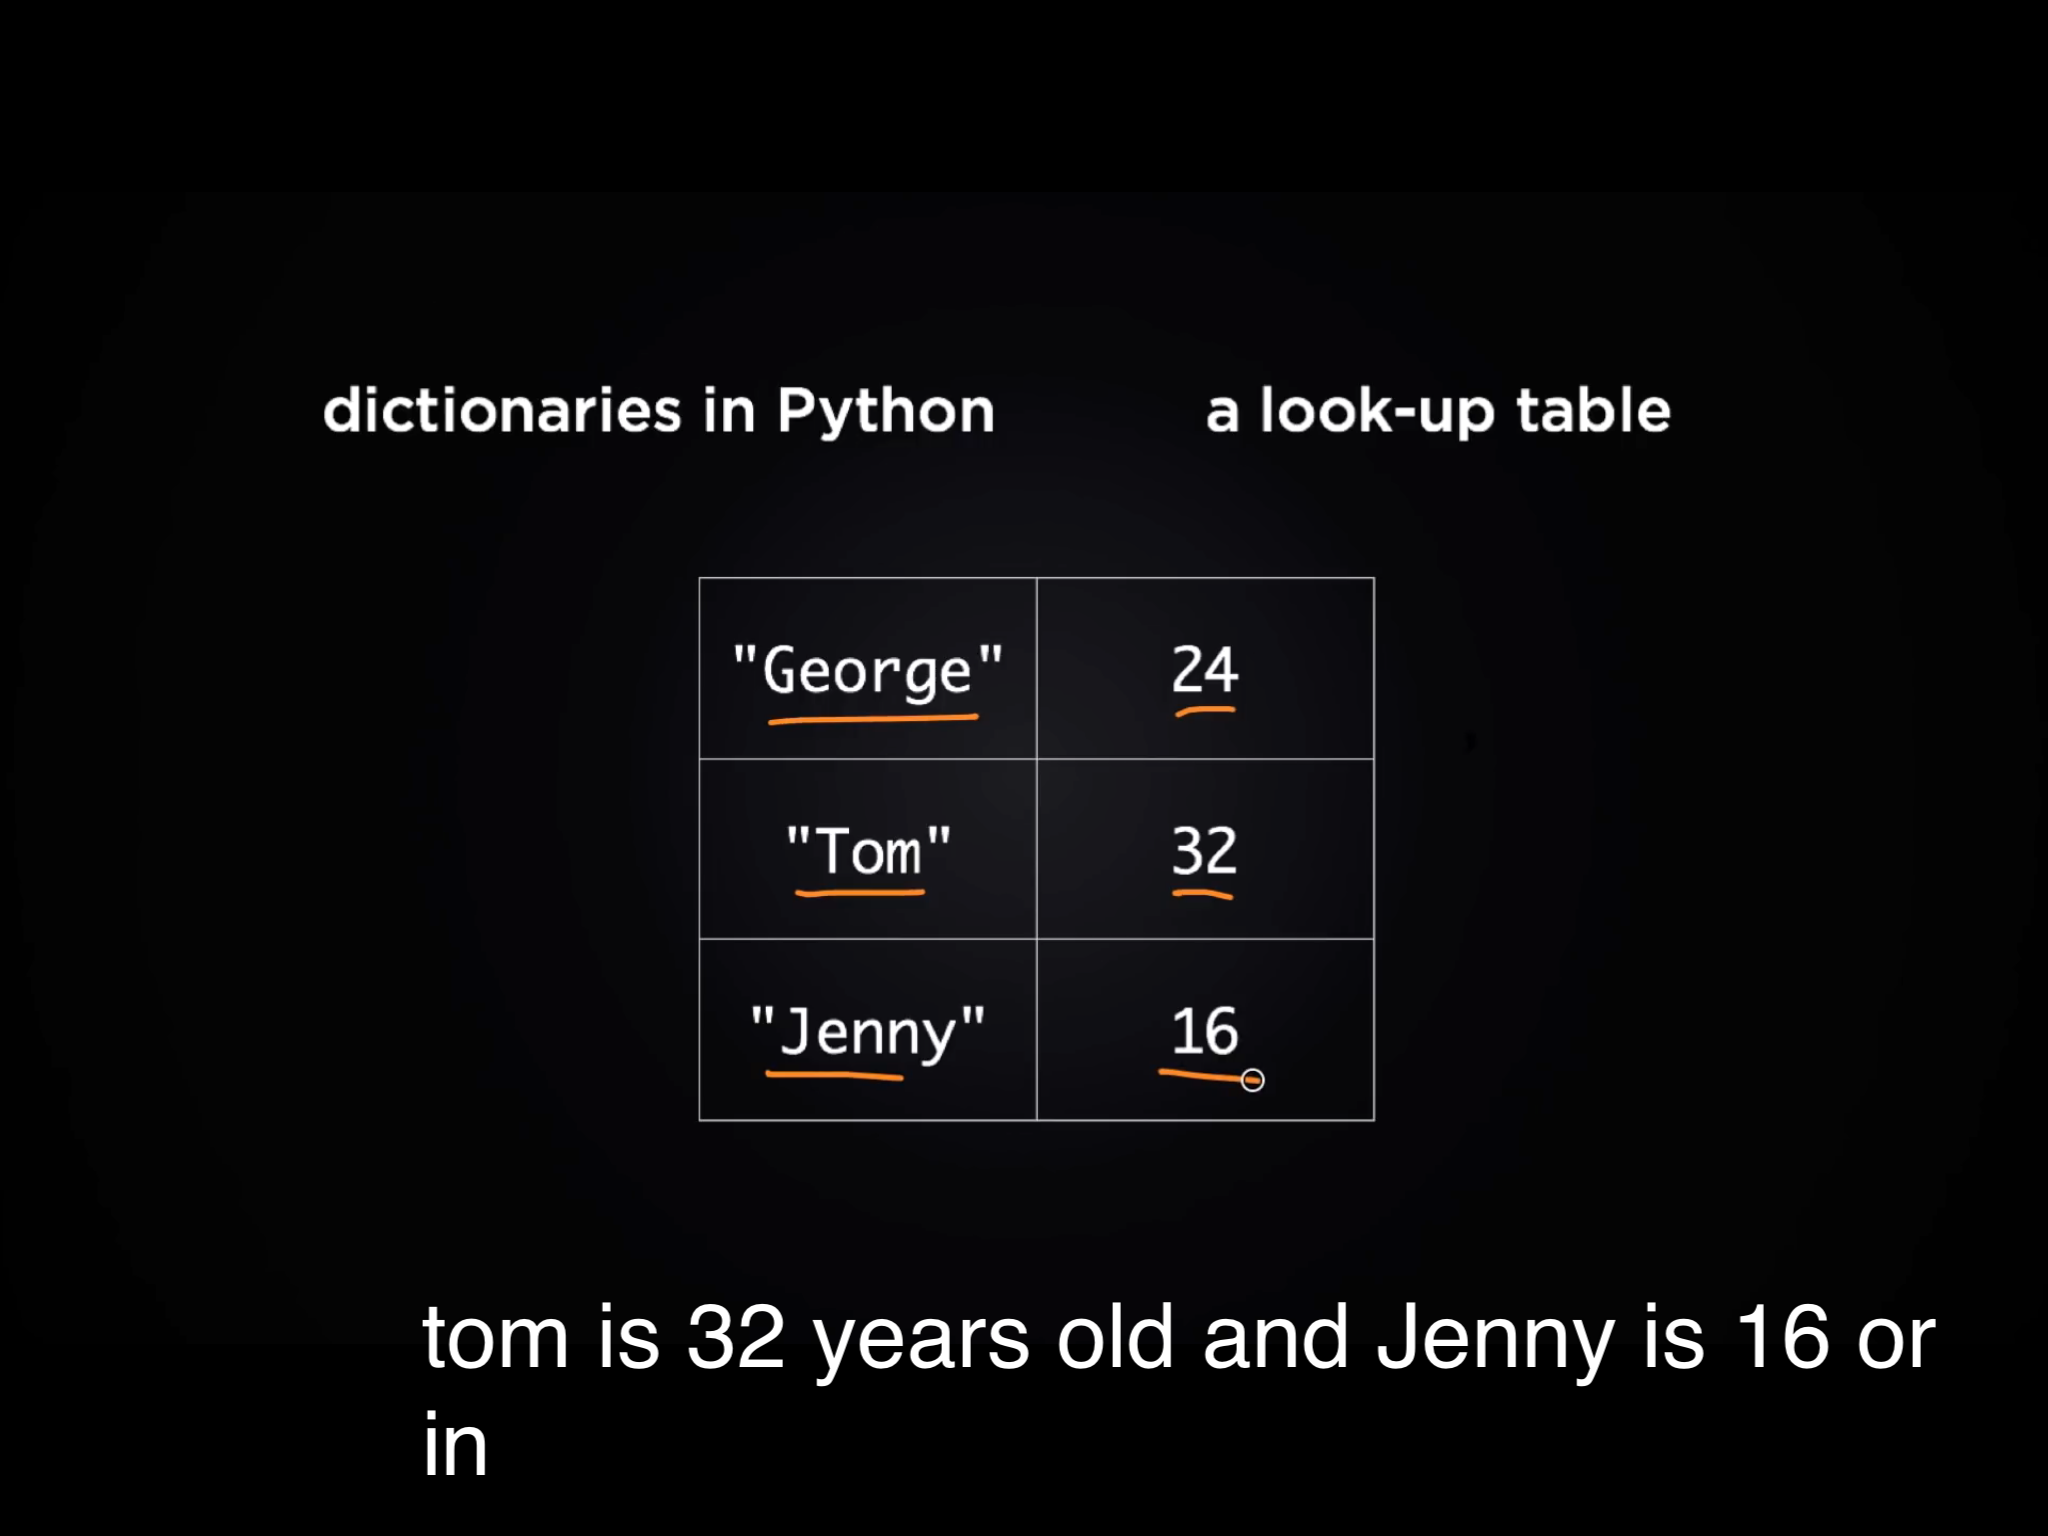 dictionaries in Python a look-up table
"George" 24
"Tom" 32
"Jenny" 16
tom is 32 years old and Jenny is 16 or
in